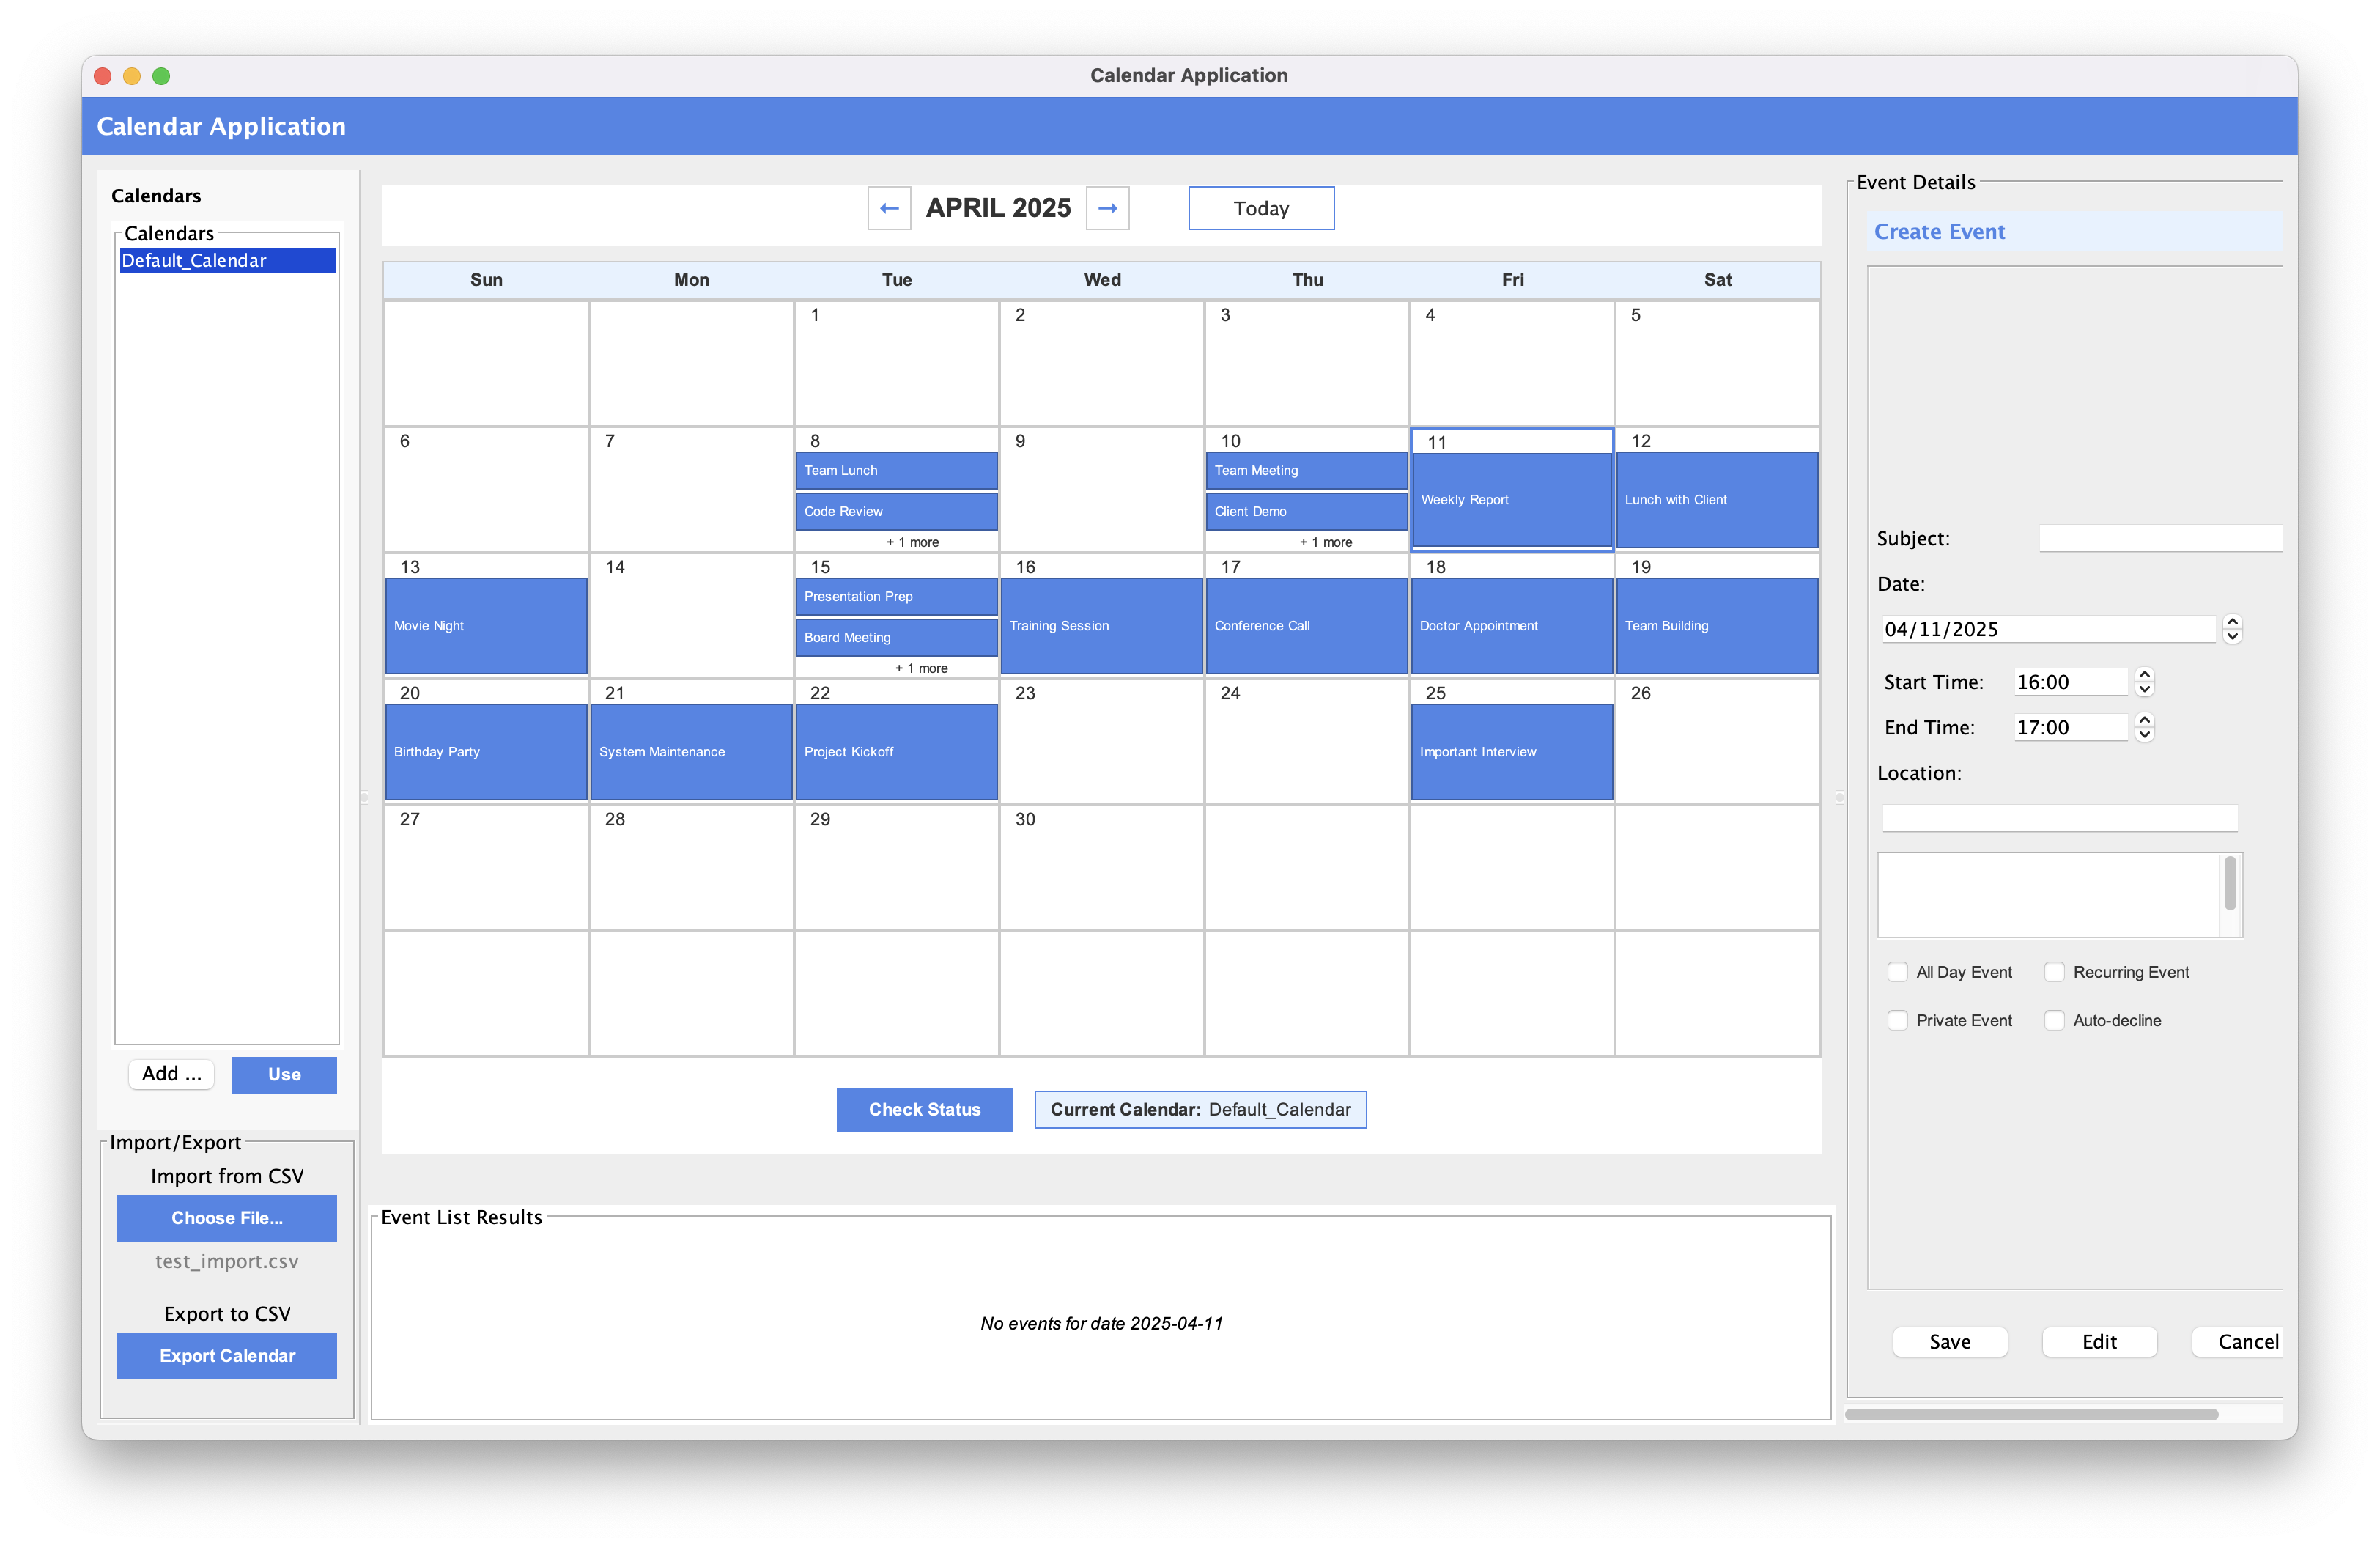 Calendar Application
Calendar Application
Calendars
Calendars
Default_Calendar
Add ...
Use
Import/Export
Import from CSV
Choose File...
test_import.csv
Export to CSV
Export Calendar
← APRIL 2025 → Today
Sun Mon Tue Wed Thu Fri Sat
1 2 3 4 5
6 7 8 9 10 11 12
Team Lunch Team Meeting
Weekly Report Lunch with Client
Code Review Client Demo
+ 1 more + 1 more
13 14 15 16 17 18 19
Presentation Prep
Movie Night Training Session Conference Call Doctor Appointment Team Building
Board Meeting
+ 1 more
20 21 22 23 24 25 26
Birthday Party System Maintenance Project Kickoff Important Interview
27 28 29 30
Check Status
Current Calendar: Default_Calendar
Event List Results
No events for date 2025-04-11
Event Details
Create Event
Subject:
Date:
04/11/2025
Start Time: 16:00
End Time: 17:00
Location:
All Day Event Recurring Event
Private Event Auto-decline
Save Edit Cancel